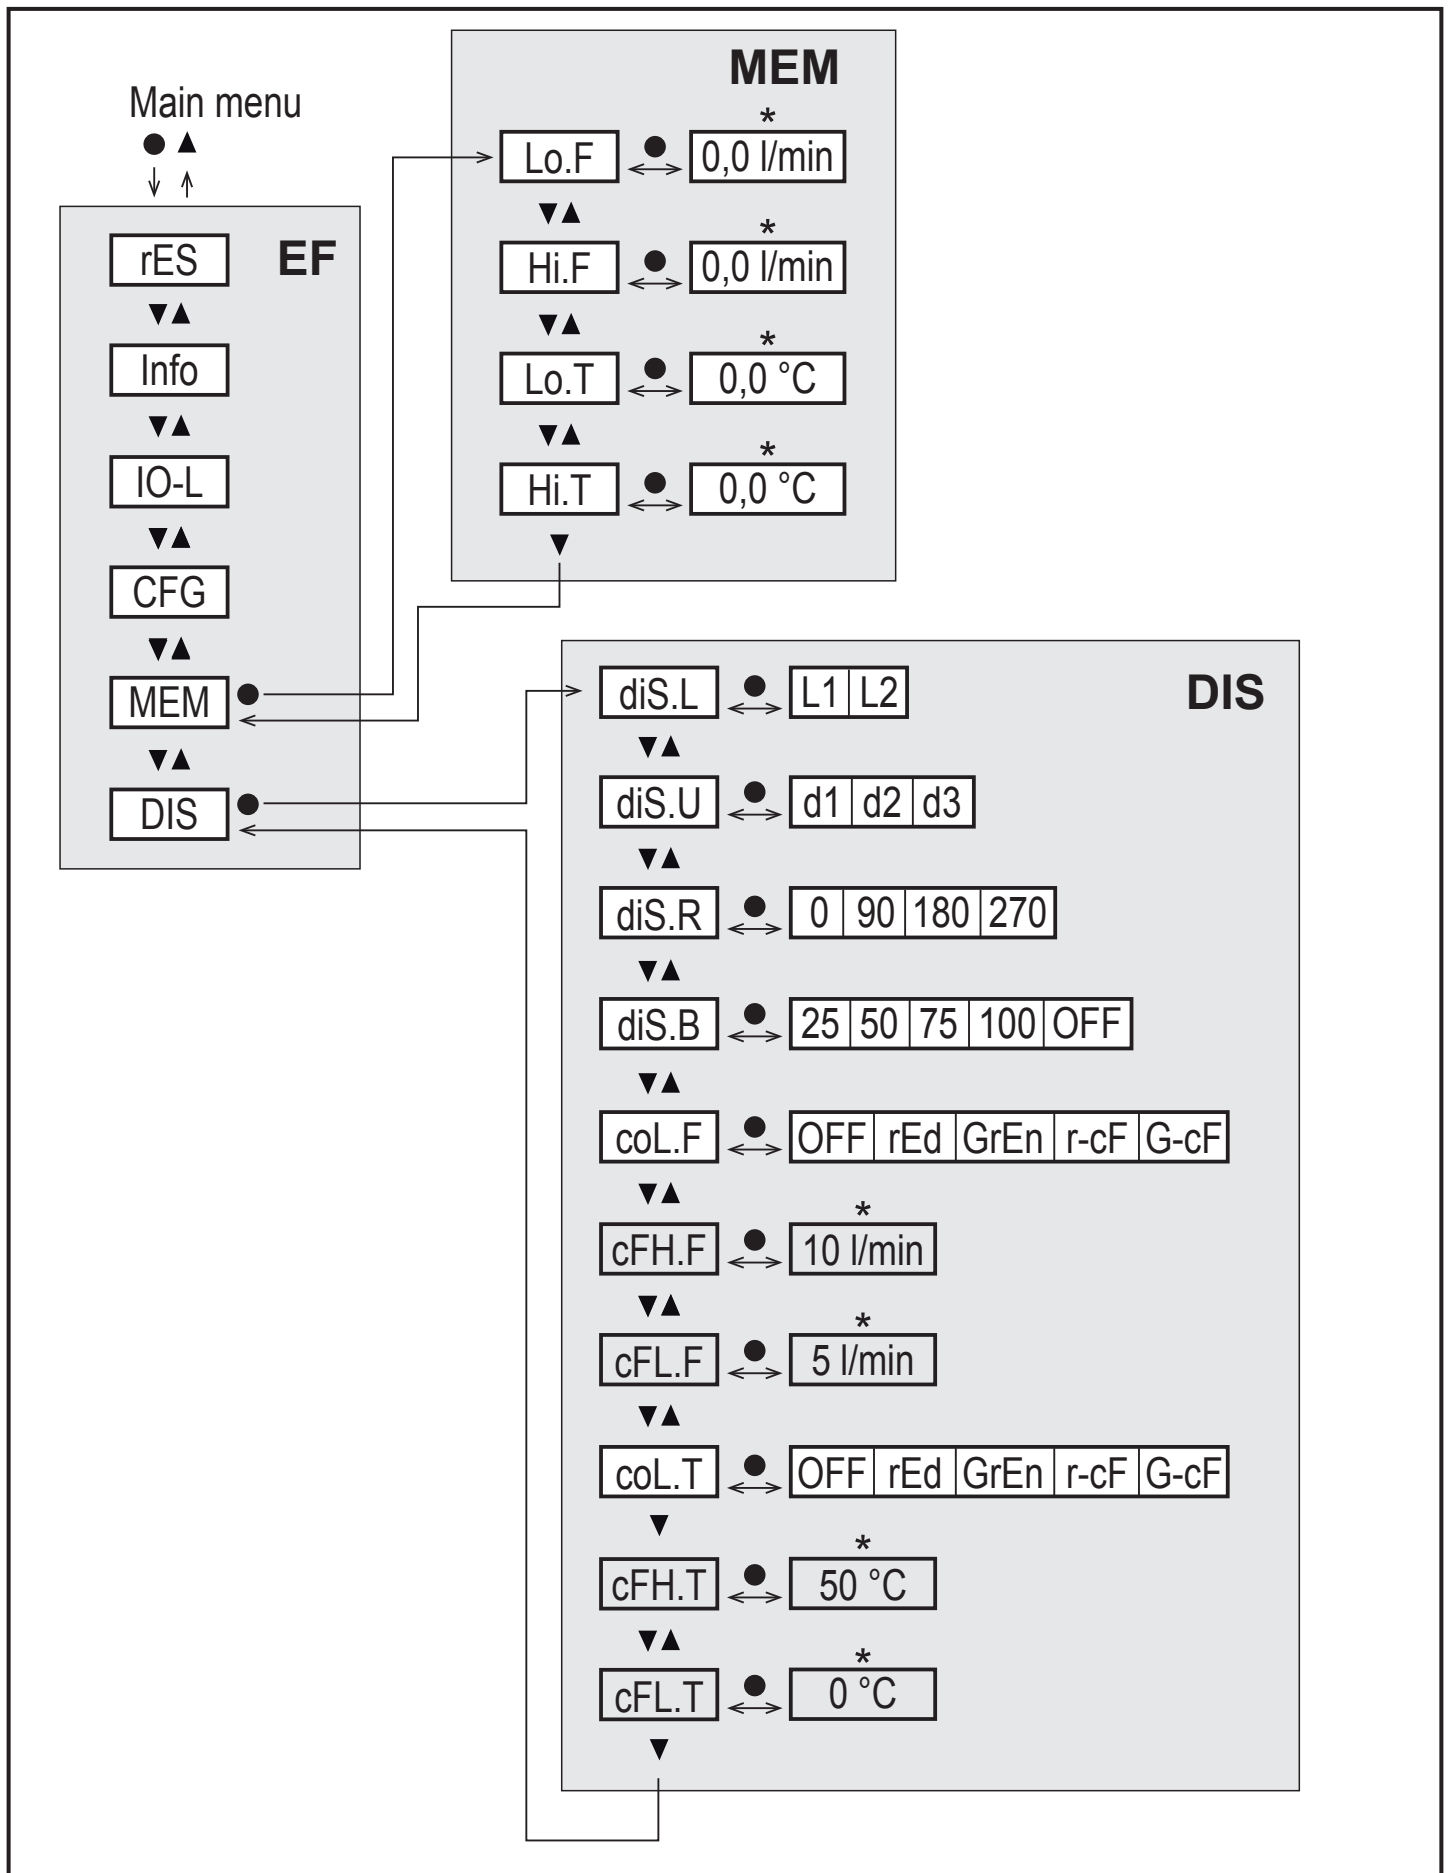 Main menu
EF
rES
Info
IO-L
CFG
MEM
DIS
MEM
*
Lo.F 0,0 l/min
*
Hi.F 0,0 l/min
*
Lo.T 0,0 °C
*
Hi.T 0,0 °C
DIS
diS.L L1 L2
diS.U d1 d2 d3
diS.R 0 90 180 270
diS.B 25 50 75 100 OFF
coL.F OFF rEd GrEn r-cF G-cF
*
cFH.F 10 l/min
*
cFL.F 5 l/min
coL.T OFF rEd GrEn r-cF G-cF
*
cFH.T 50 °C
*
cFL.T 0 °C